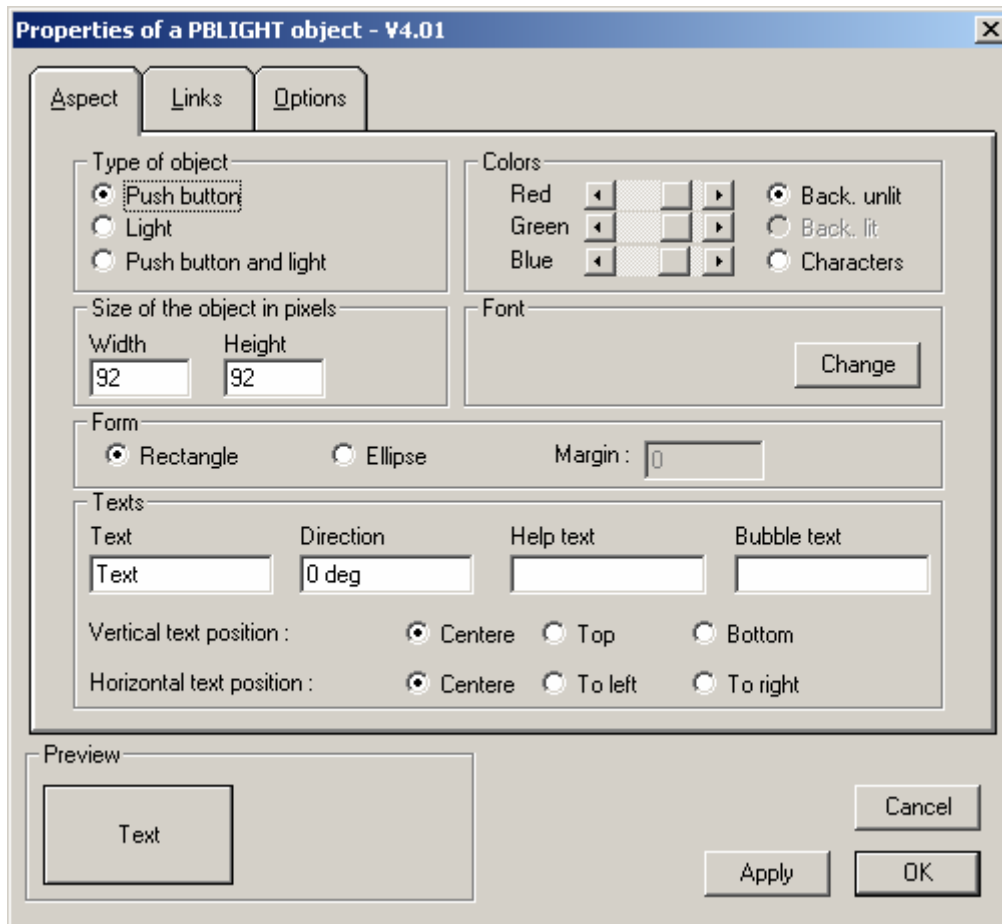 Properties of a PBLIGHT object - V4.01
Aspect Links Options
Type of object
Push button
Light
Push button and light
Colors
Red
Green
Blue
Back. unlit
Back. lit
Characters
Size of the object in pixels
Width Height
92 92
Font
Change
Form
Rectangle Ellipse Margin : 0
Texts
Text Direction Help text Bubble text
Text 0 deg
Vertical text position : Centere Top Bottom
Horizontal text position : Centere To left To right
Preview
Text
Cancel
Apply OK